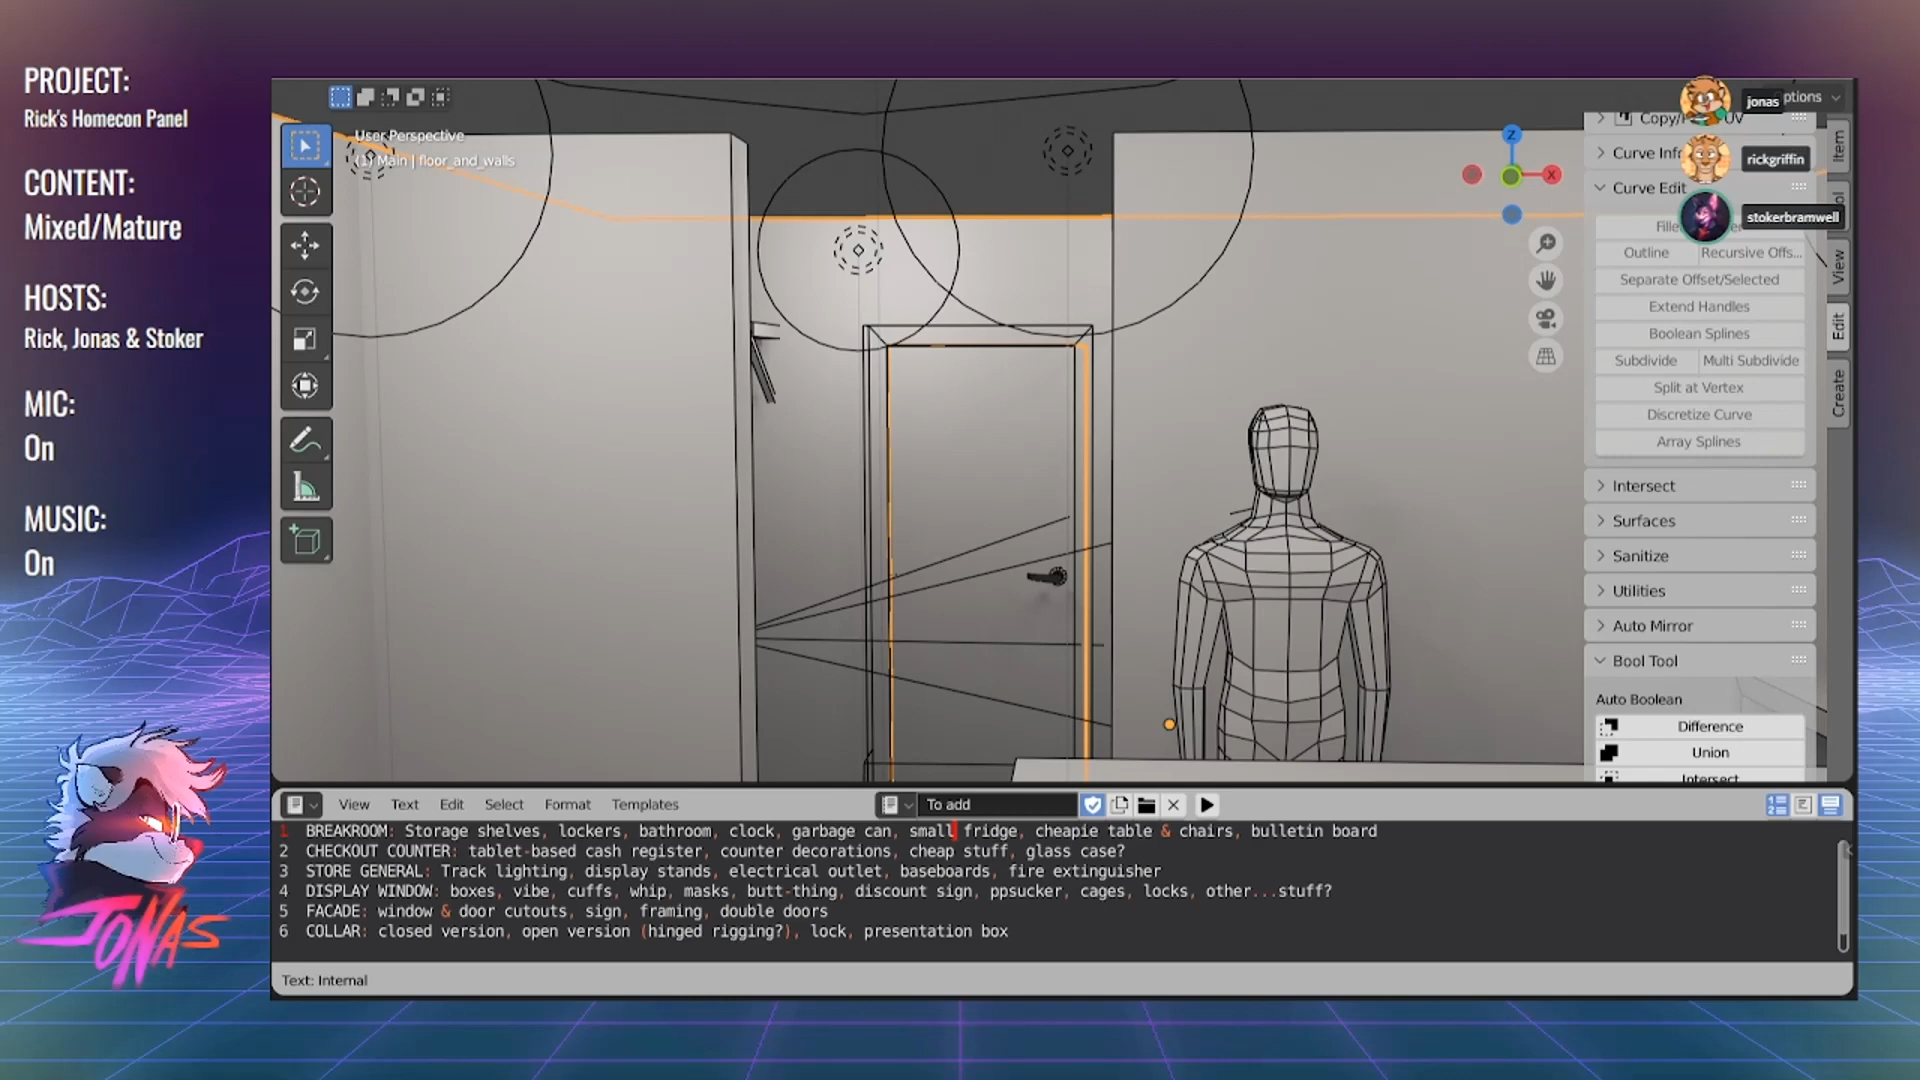 PROJECT:
Rick's Homecon Panel
CONTENT:
Mixed/Mature
HOSTS:
Rick, Jonas & Stoker
MIC:
On
MUSIC:
On
JONAS
User Perspective
(1) Main | floor_and_walls
Z
X
jonas
ptions
Copy/
UV
Curve Inf
rickgriffin
Curve Edit
stokerbramwell
Fille
Outline
Recursive Offs...
Separate Offset/Selected
Extend Handles
Boolean Splines
Subdivide
Multi Subdivide
Split at Vertex
Discretize Curve
Array Splines
Intersect
Surfaces
Sanitize
Utilities
Auto Mirror
Bool Tool
Auto Boolean
Difference
Union
Intersect
Item
View
Edit
Create
View
Edit
Text
Select
Format
Templates
To add
1 BREAKROOM: Storage shelves, lockers, bathroom, clock, garbage can, small fridge, cheapie table & chairs, bulletin board
2 CHECKOUT COUNTER: tablet-based cash register, counter decorations, cheap stuff, glass case?
3 STORE GENERAL: Track lighting, display stands, electrical outlet, baseboards, fire extinguisher
4 DISPLAY WINDOW: boxes, vibe, cuffs, whip, masks, butt-thing, discount sign, ppsucker, cages, locks, other...stuff?
5 FACADE: window & door cutouts, sign, framing, double doors
6 COLLAR: closed version, open version (hinged rigging?), lock, presentation box
Text: Internal